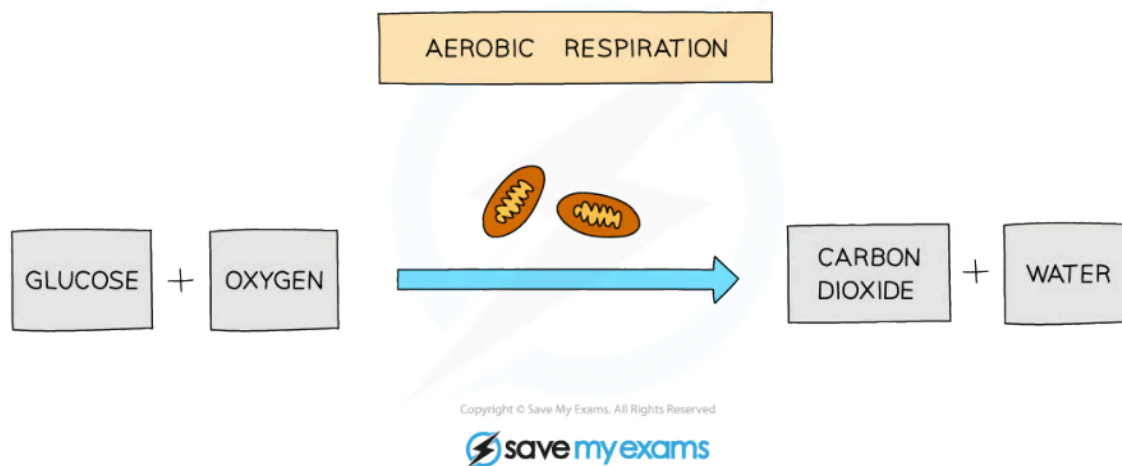 AEROBIC RESPIRATION
GLUCOSE + OXYGEN
CARBON
DIOXIDE
+ WATER
Copyright © Save My Exams. All Rights Reserved
save my exams